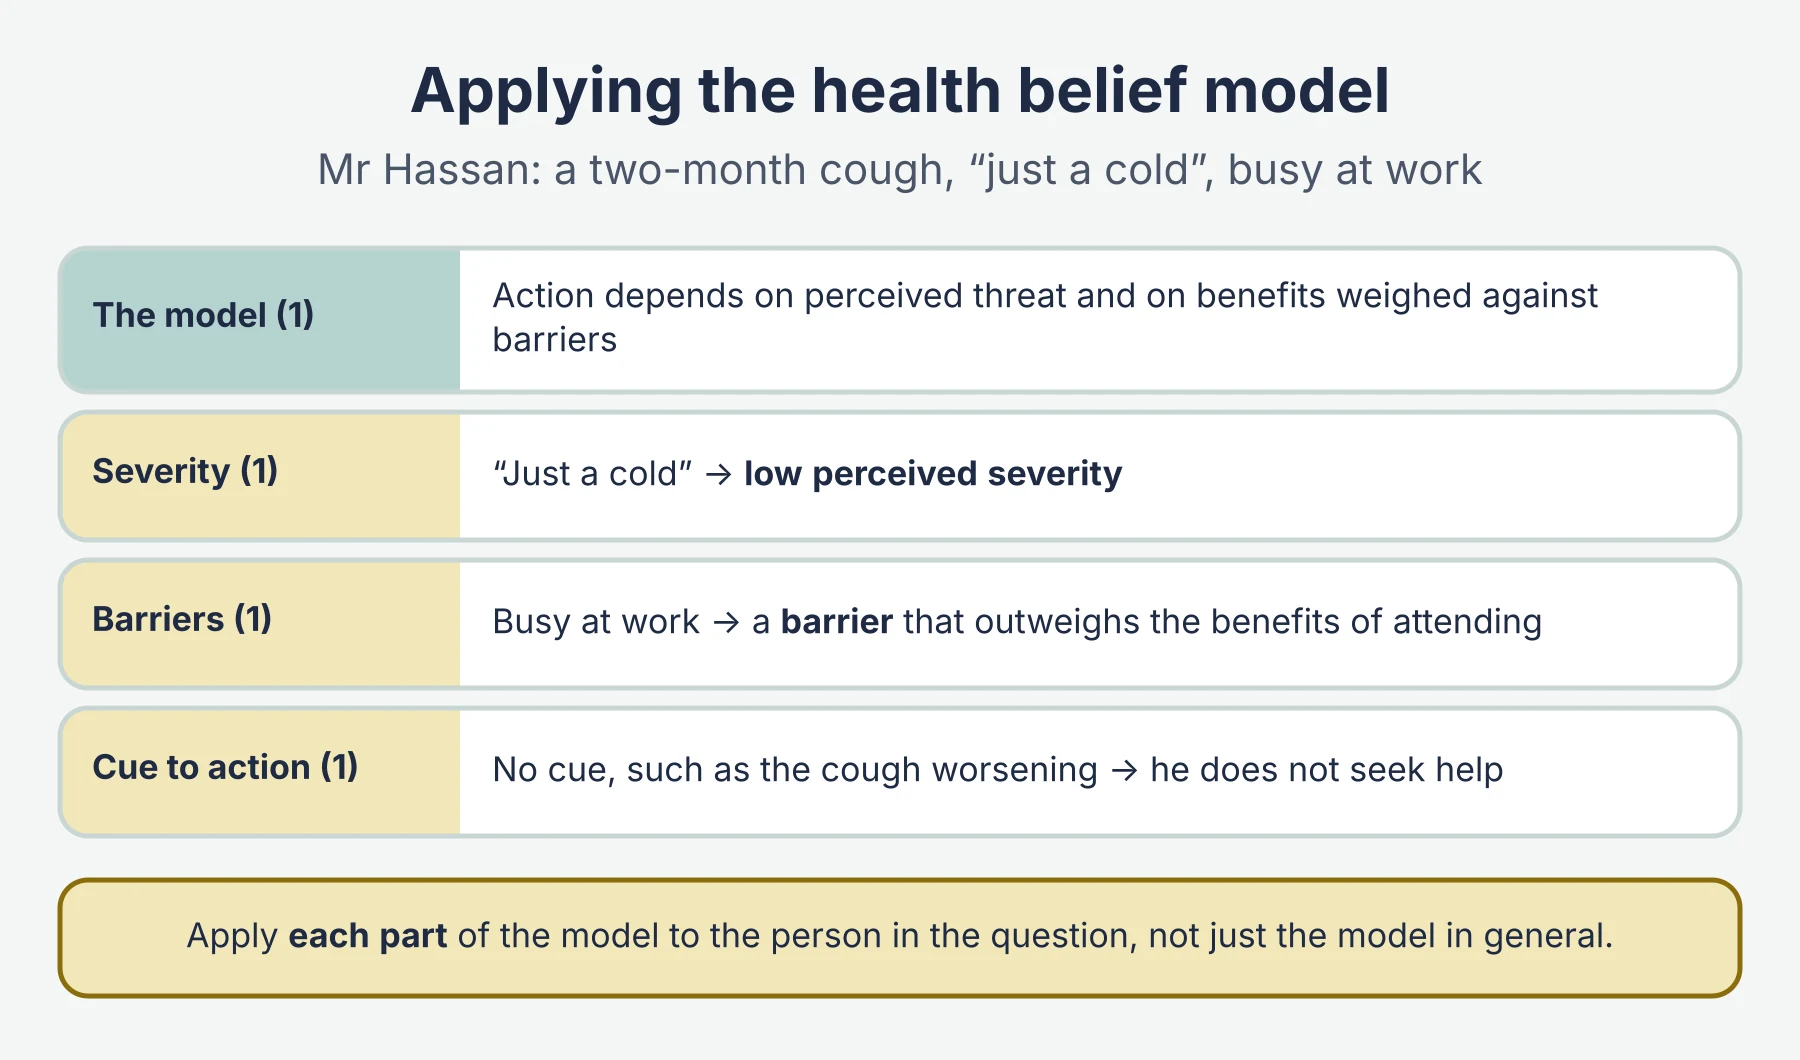 Applying the health belief model
Mr Hassan: a two-month cough, “just a cold”, busy at work
The model (1)
Action depends on perceived threat and on benefits weighed against
barriers
Severity (1)
“Just a cold” → low perceived severity
Barriers (1)
Busy at work → a barrier that outweighs the benefits of attending
Cue to action (1)
No cue, such as the cough worsening → he does not seek help
Apply each part of the model to the person in the question, not just the model in general.